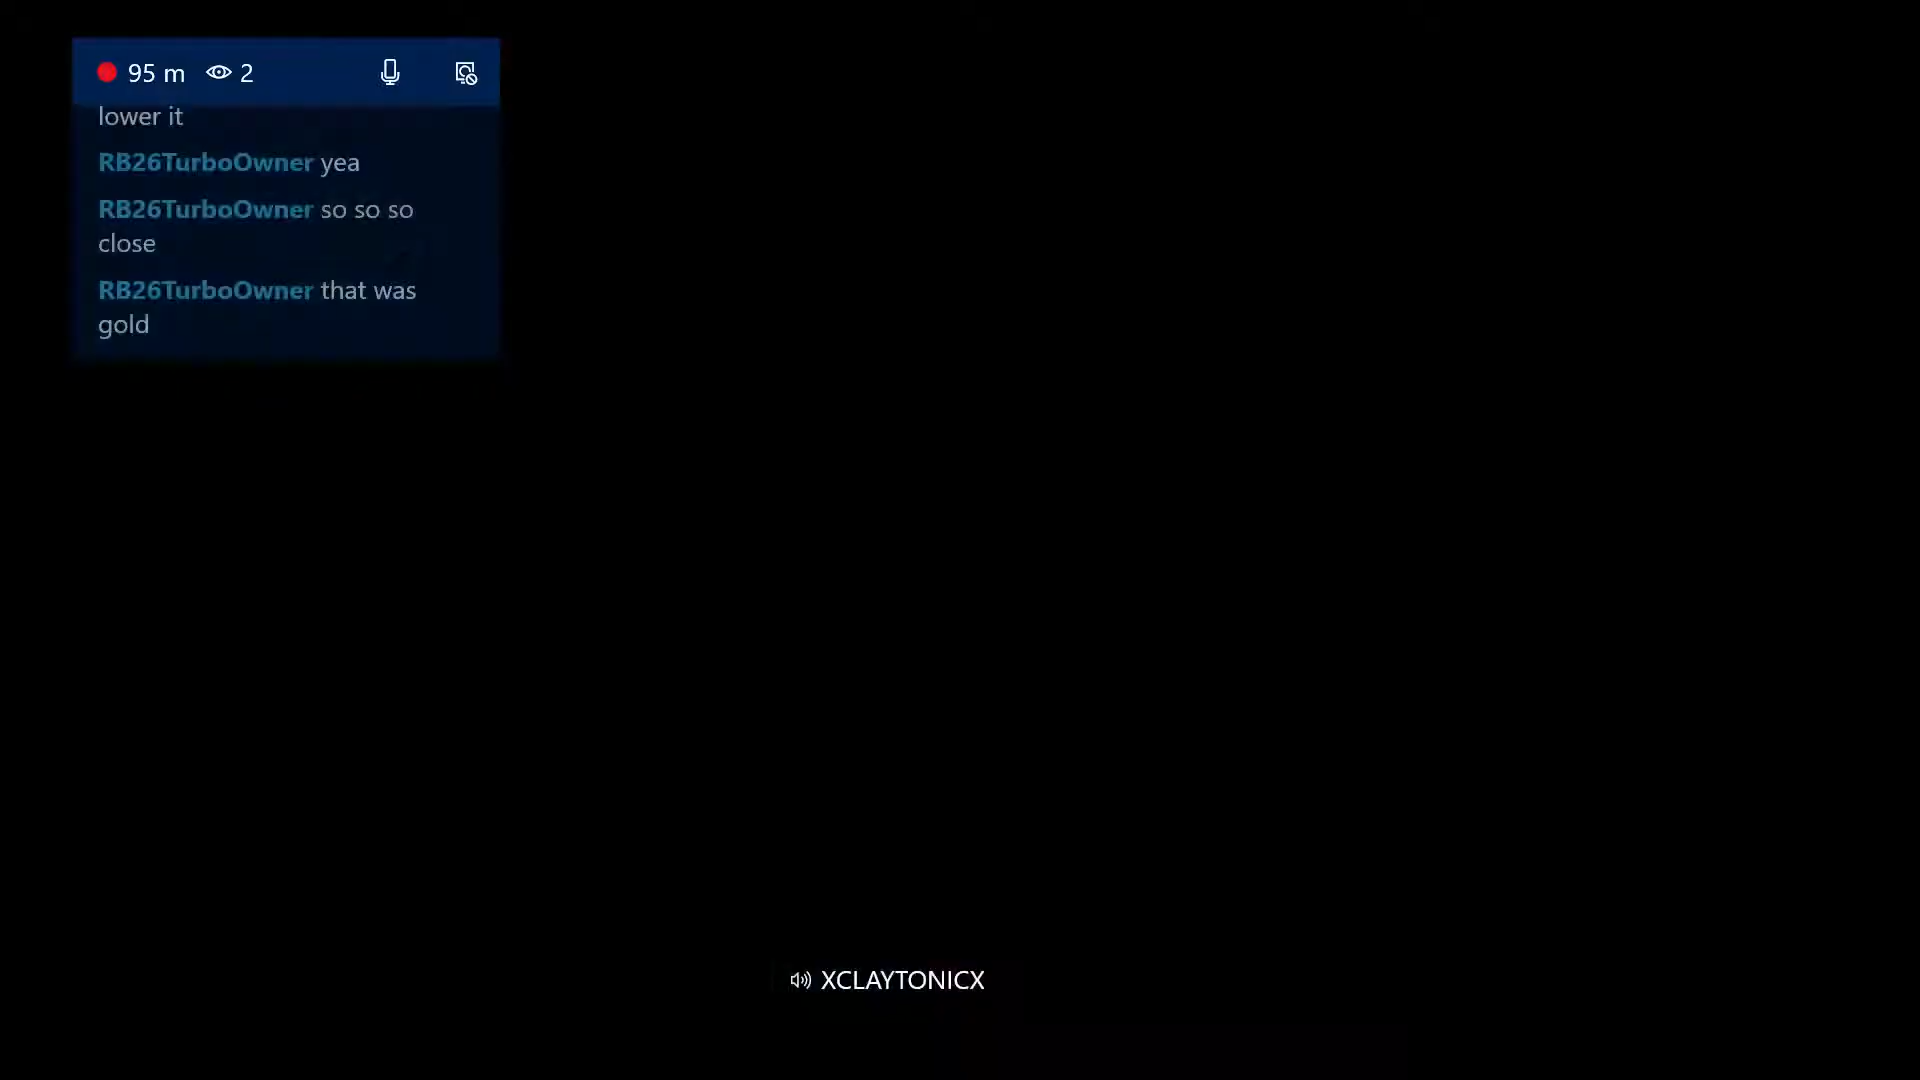 95 m 2
lower it
RB26TurboOwner yea
RB26TurboOwner so so so
close
RB26TurboOwner that was
gold
XCLAYTONICX